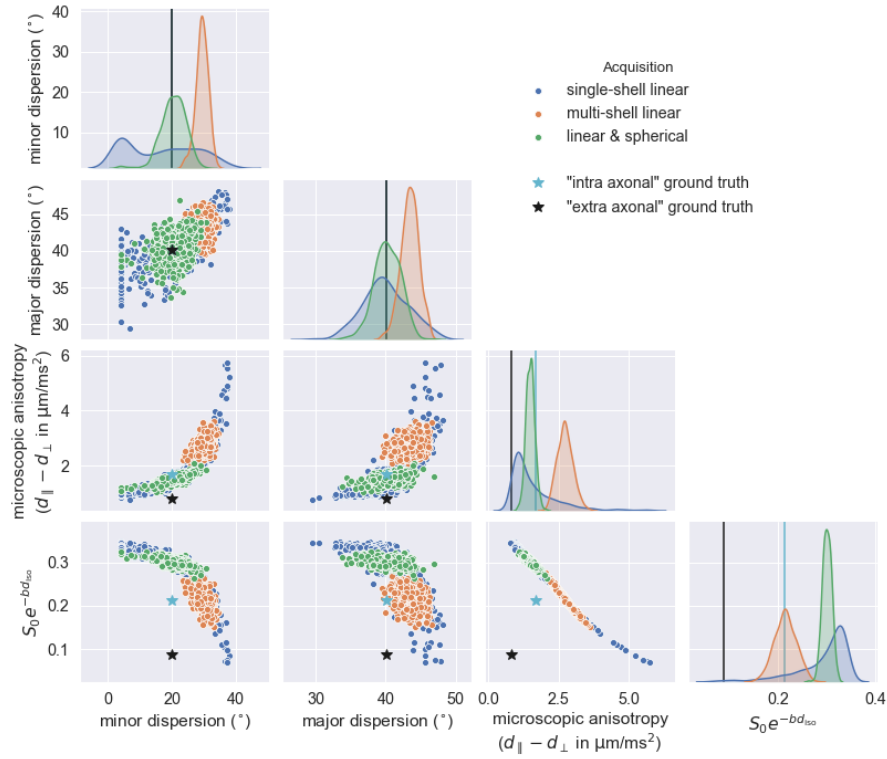 minor dispersion (°)
40
30
20
10
Acquisition
single-shell linear
multi-shell linear
linear & spherical
"intra axonal" ground truth
"extra axonal" ground truth
major dispersion (°)
45
40
35
30
microscopic anisotropy
(d∥ − d⊥ in μm/ms²)
6
4
2
S₀e^{−bd_iso}
0.3
0.2
0.1
0 20 40
30 40 50
0.0 2.5 5.0
0.2 0.4
minor dispersion (°)
major dispersion (°)
microscopic anisotropy
(d∥ − d⊥ in μm/ms²)
S₀e^{−bd_iso}